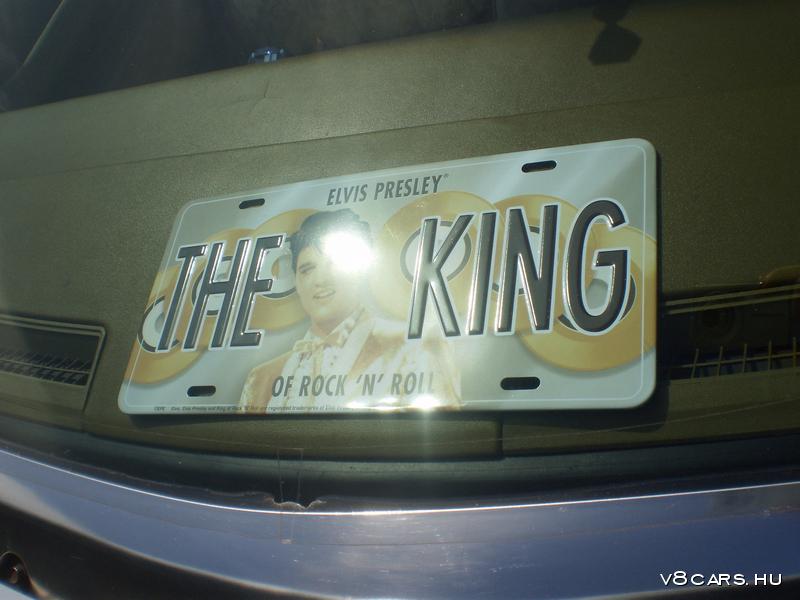 ELVIS PRESLEY®
THE KING
OF ROCK 'N' ROLL
V8CARS.HU